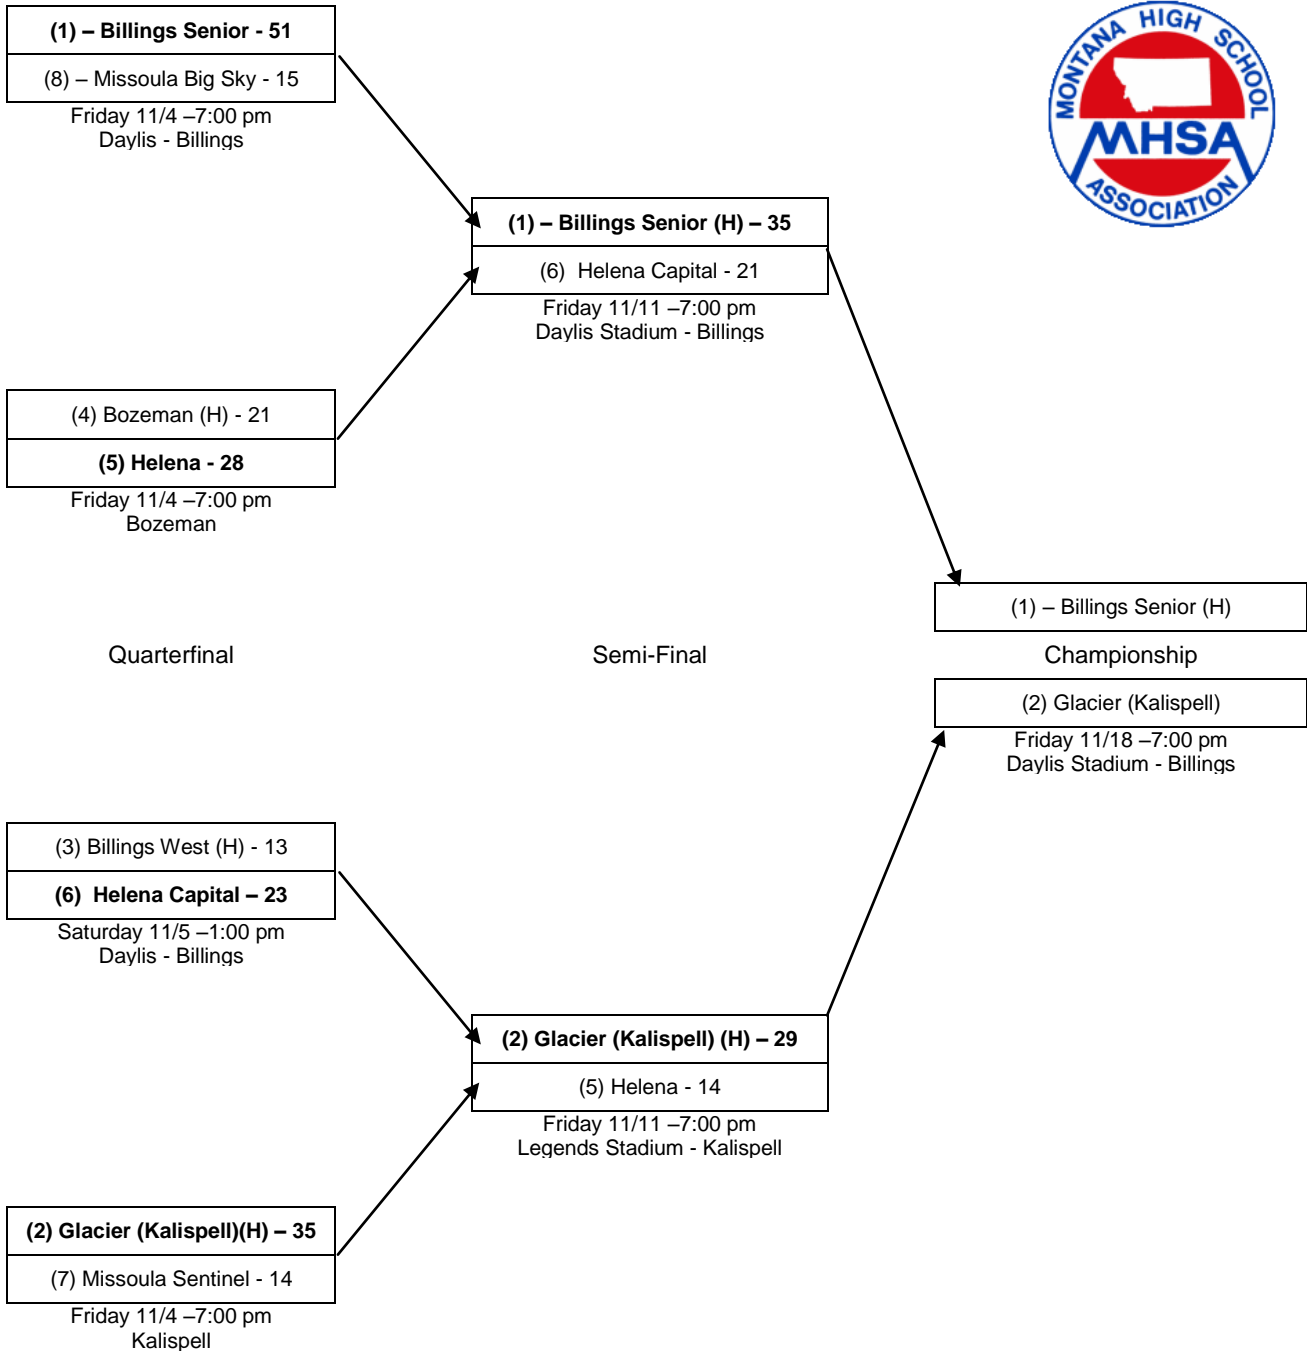 (1) – Billings Senior - 51
(8) – Missoula Big Sky - 15
Friday 11/4 –7:00 pm
Daylis - Billings
MONTANA HIGH SCHOOL
MHSA
ASSOCIATION
(1) – Billings Senior (H) – 35
(6)  Helena Capital - 21
Friday 11/11 –7:00 pm
Daylis Stadium - Billings
(4) Bozeman (H) - 21
(5) Helena - 28
Friday 11/4 –7:00 pm
Bozeman
(1) – Billings Senior (H)
Quarterfinal
Semi-Final
Championship
(2) Glacier (Kalispell)
Friday 11/18 –7:00 pm
Daylis Stadium - Billings
(3) Billings West (H) - 13
(6)  Helena Capital – 23
Saturday 11/5 –1:00 pm
Daylis - Billings
(2) Glacier (Kalispell) (H) – 29
(5) Helena - 14
Friday 11/11 –7:00 pm
Legends Stadium - Kalispell
(2) Glacier (Kalispell)(H) – 35
(7) Missoula Sentinel - 14
Friday 11/4 –7:00 pm
Kalispell